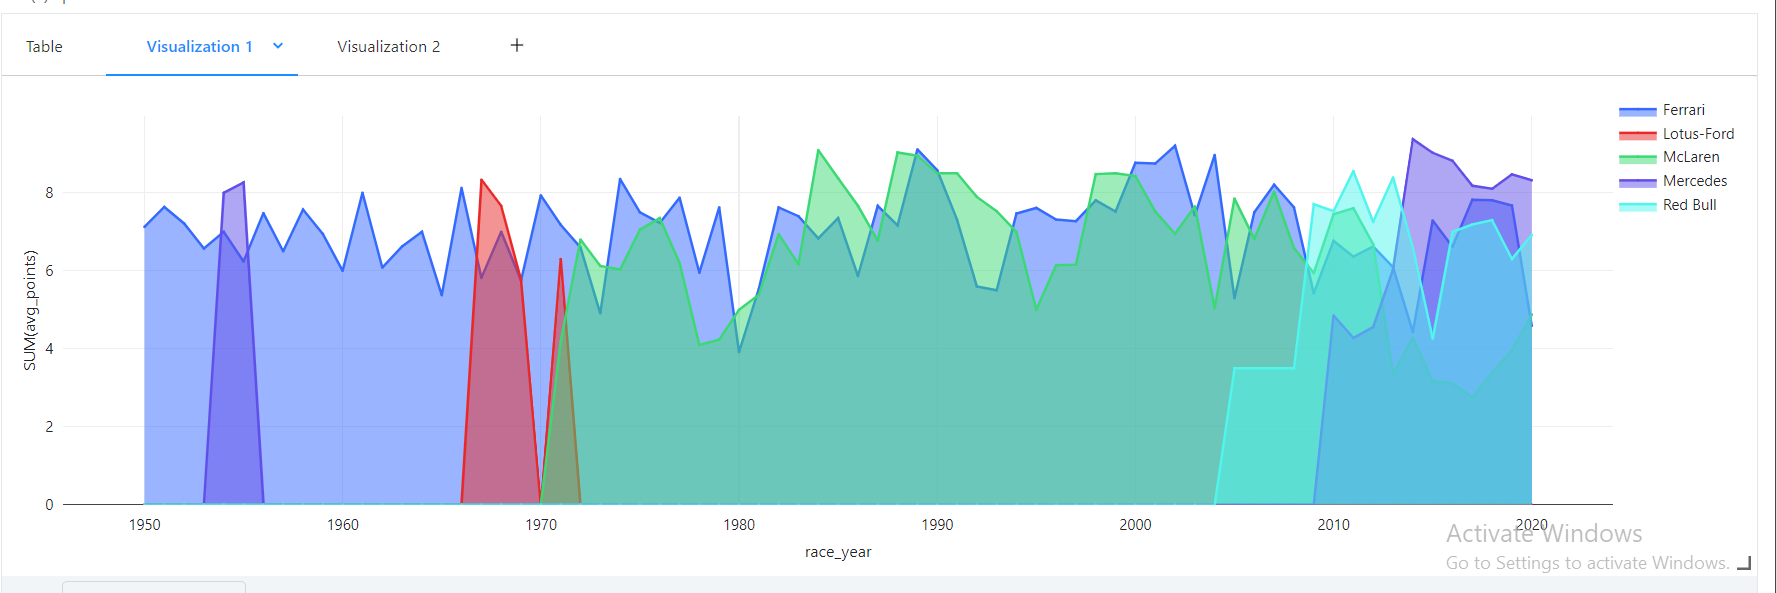 Table
Visualization 1
Visualization 2
+
Ferrari
Lotus-Ford
McLaren
Mercedes
Red Bull
SUM(avg_points)
8
6
4
2
0
1950 1960 1970 1980 1990 2000 2010 2020
race_year
Activate Windows
Go to Settings to activate Windows.